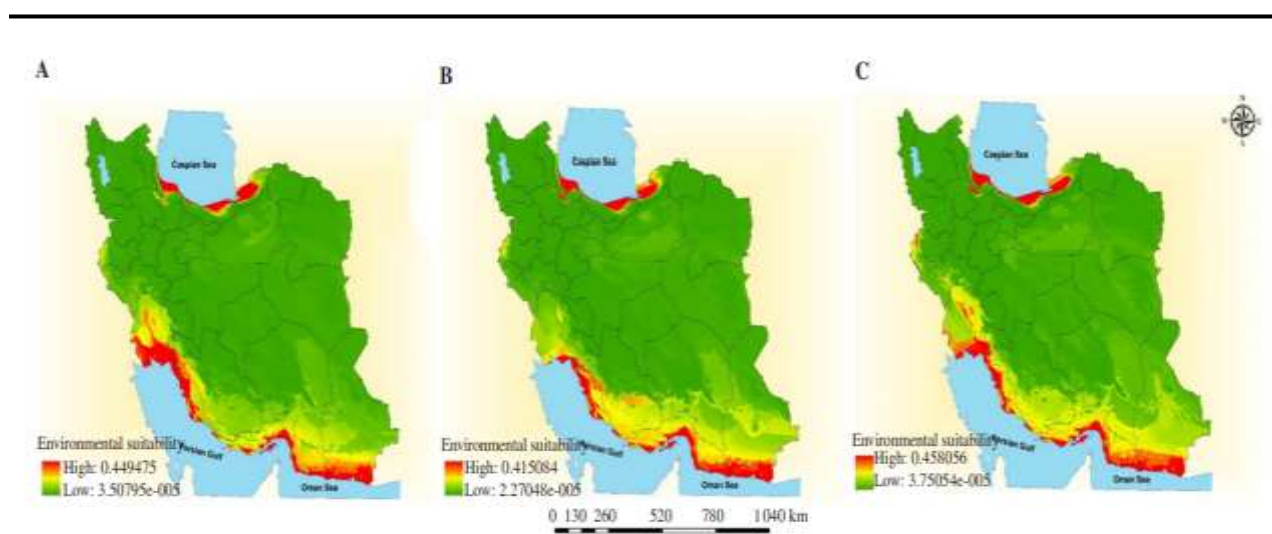 A
B
C
Caspian Sea
Caspian Sea
Caspian Sea
N
Environmental suitability
Persian Gulf
High: 0.449475
Low: 3.50795e-005
Oman Sea
Environmental suitability
Persian Gulf
High: 0.415084
Low: 2.27048e-005
Oman Sea
Environmental suitability
Persian Gulf
High: 0.458056
Low: 3.75054e-005
Oman Sea
0 130 260 520 780 1 040 km